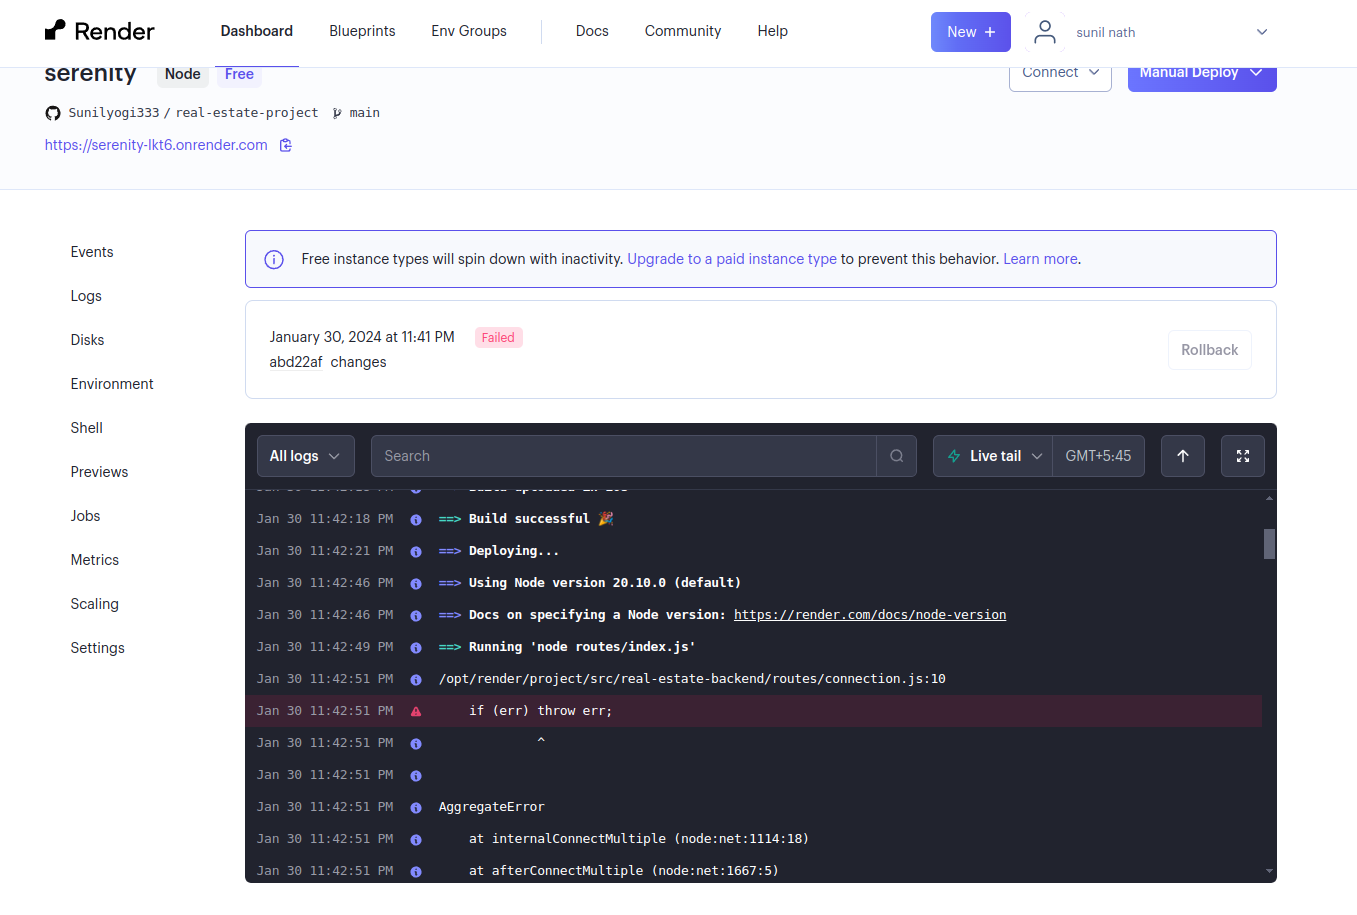 Render
Dashboard
Blueprints
Env Groups
Docs
Community
Help
New +
sunil nath
serenity
Node
Free
Connect
Manual Deploy
Sunilyogi333 / real-estate-project main
https://serenity-lkt6.onrender.com
Events
Logs
Disks
Environment
Shell
Previews
Jobs
Metrics
Scaling
Settings
Free instance types will spin down with inactivity. Upgrade to a paid instance type to prevent this behavior. Learn more.
January 30, 2024 at 11:41 PM Failed
abd22af changes
Rollback
All logs
Search
Live tail
GMT+5:45
Jan 30 11:42:18 PM ==> Build successful 🎉
Jan 30 11:42:21 PM ==> Deploying...
Jan 30 11:42:46 PM ==> Using Node version 20.10.0 (default)
Jan 30 11:42:46 PM ==> Docs on specifying a Node version: https://render.com/docs/node-version
Jan 30 11:42:49 PM ==> Running 'node routes/index.js'
Jan 30 11:42:51 PM /opt/render/project/src/real-estate-backend/routes/connection.js:10
Jan 30 11:42:51 PM if (err) throw err;
Jan 30 11:42:51 PM ^
Jan 30 11:42:51 PM
Jan 30 11:42:51 PM AggregateError
Jan 30 11:42:51 PM at internalConnectMultiple (node:net:1114:18)
Jan 30 11:42:51 PM at afterConnectMultiple (node:net:1667:5)